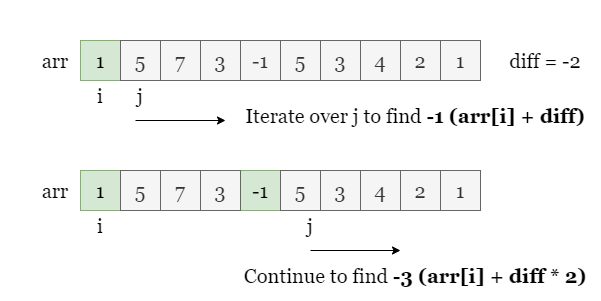 arr 1 5 7 3 -1 5 3 4 2 1 diff = -2
i j
Iterate over j to find -1 (arr[i] + diff)
arr 1 5 7 3 -1 5 3 4 2 1
i j
Continue to find -3 (arr[i] + diff * 2)